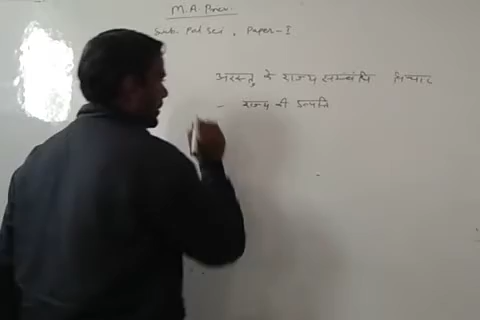 M.A. Prev.
Sub. Pol Sci, Paper-I
अरस्तू के राज्य सम्बंधि विचार
- राज्य की उत्पत्ति